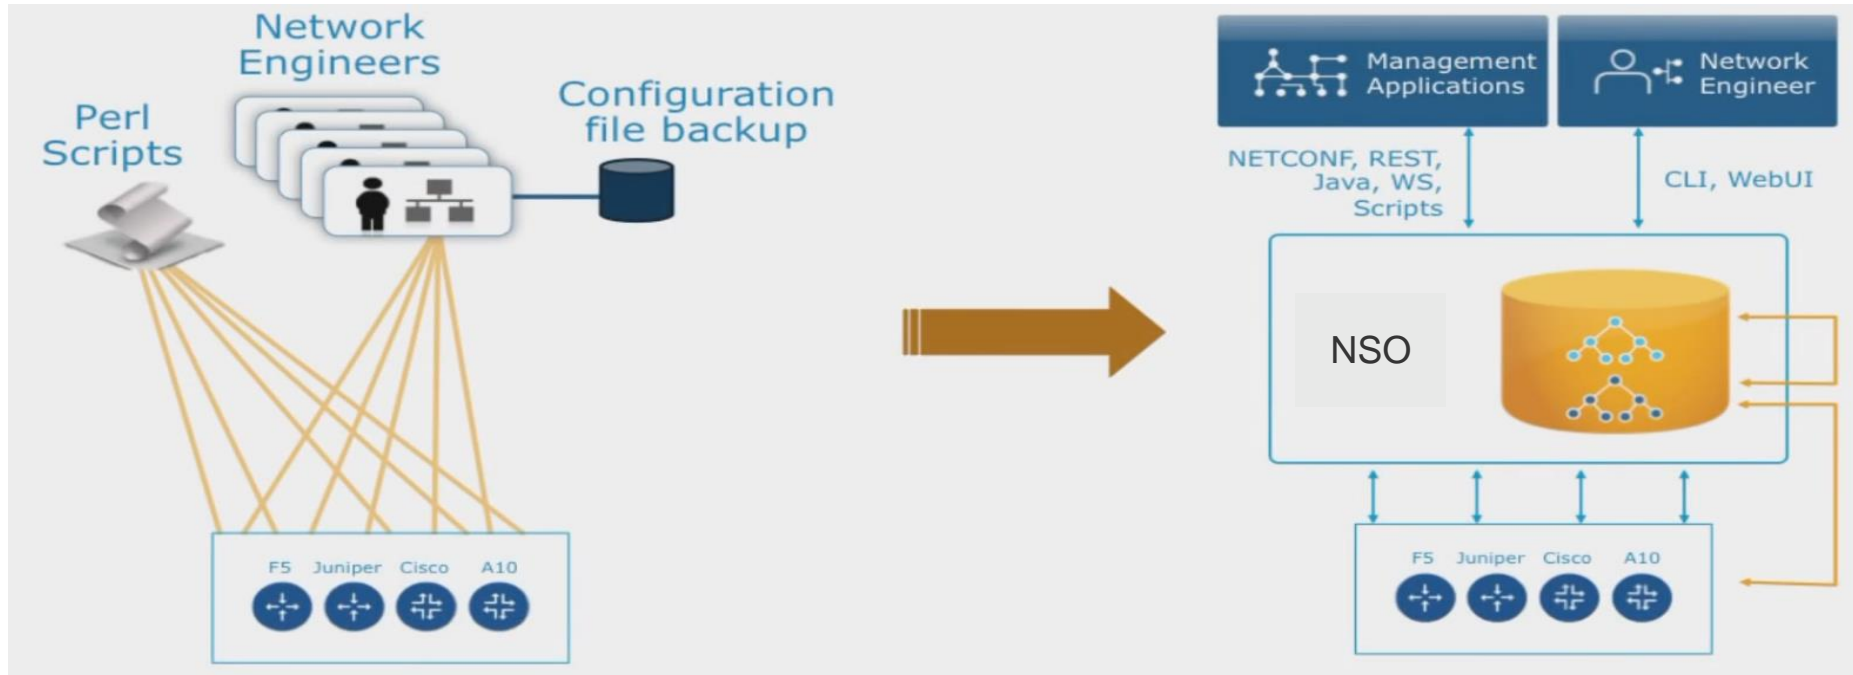 Network
Engineers
Configuration
file backup
Perl
Scripts
F5 Juniper Cisco A10
Management
Applications
Network
Engineer
NETCONF, REST,
Java, WS,
Scripts
CLI, WebUI
NSO
F5 Juniper Cisco A10